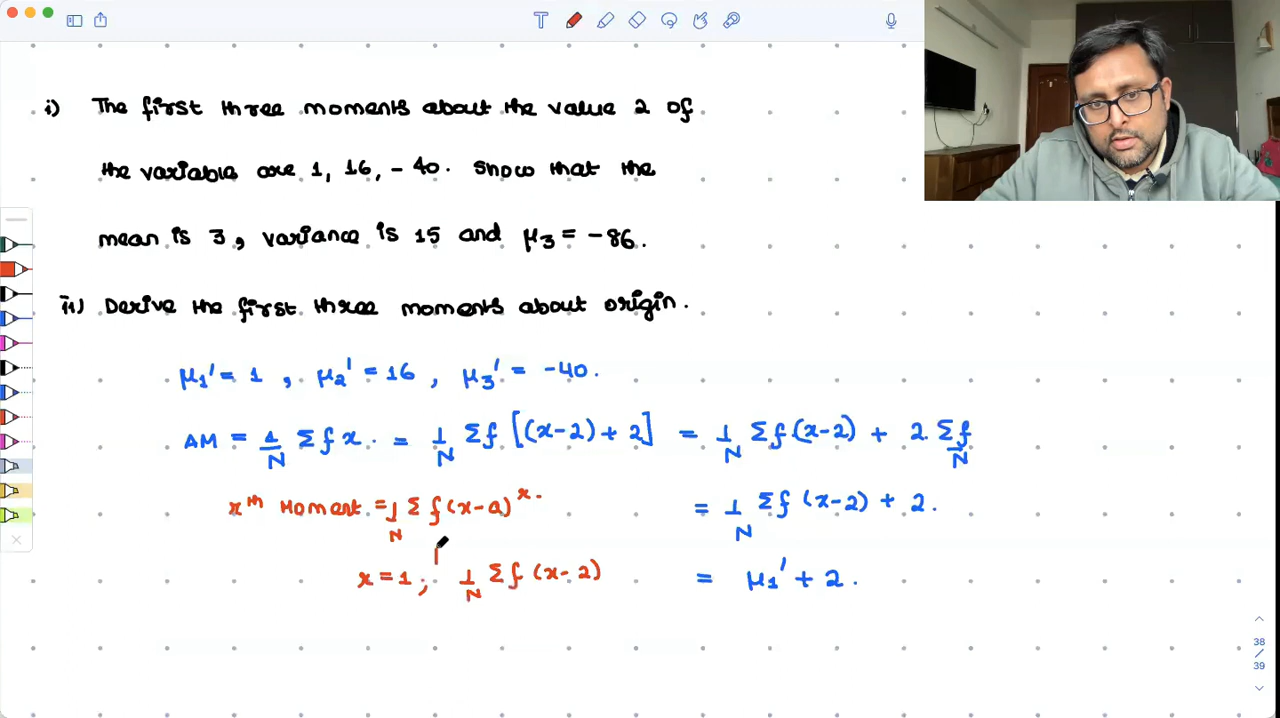 i) The first three moments about the value 2 of
the variable are 1, 16, - 40. Show that the
mean is 3, variance is 15 and μ₃ = -86.
ii) Derive the first three moments about origin.
μ₁' = 1 , μ₂' = 16 , μ₃' = -40.
AM = 1/N Σ f x . = 1/N Σf [(x-2) + 2] = 1/N Σf (x-2) + 2 Σf/N
rᵗʰ Moment = 1/N Σ f (x-a)ʳ.
= 1/N Σf (x-2) + 2.
r = 1 ; 1/N Σf (x-2)
= μ₁' + 2.
38
/
39